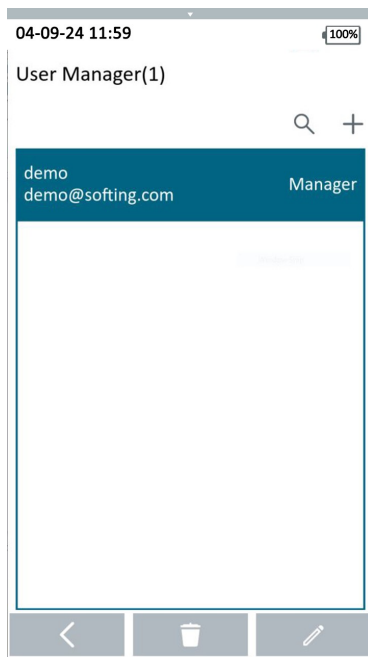 04-09-24 11:59
100%
User Manager(1)
demo
demo@softing.com
Manager